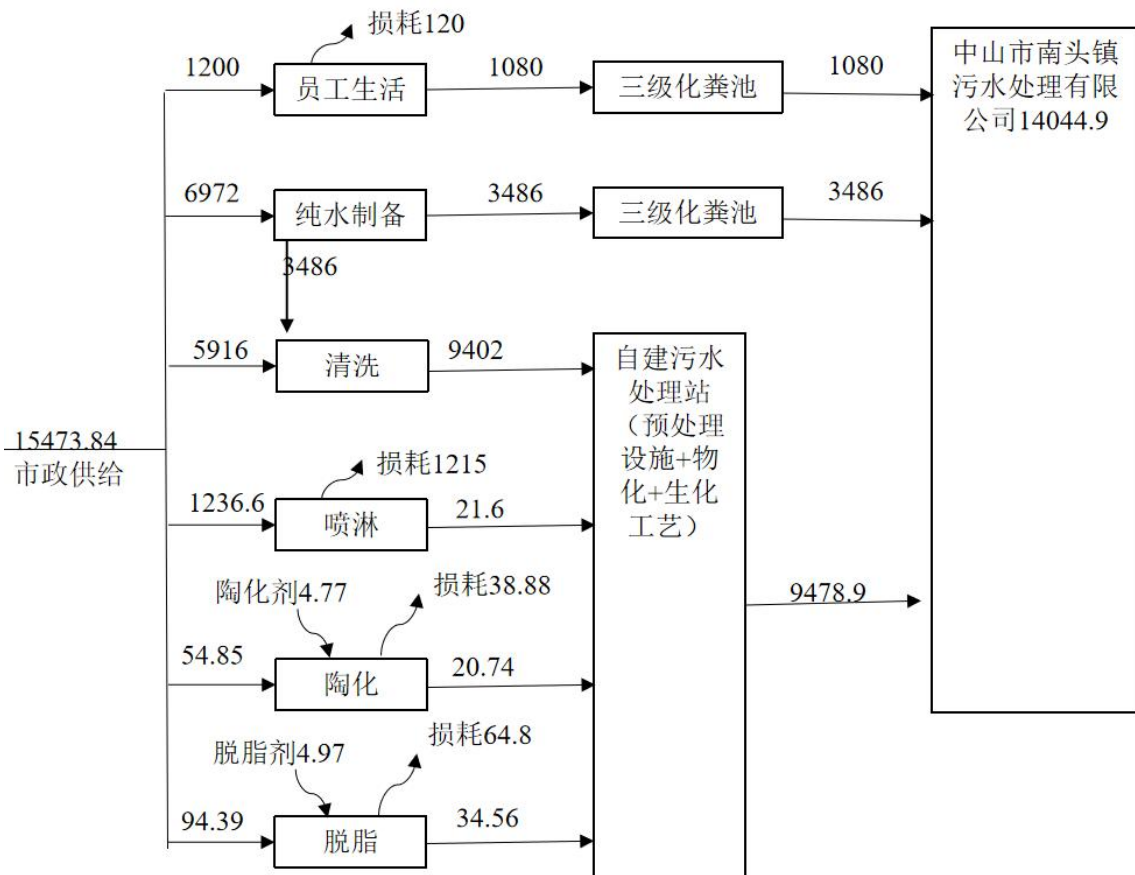 损耗120
1200
员工生活
1080
三级化粪池
1080
中山市南头镇
污水处理有限
公司14044.9
6972
纯水制备
3486
三级化粪池
3486
3486
5916
清洗
9402
自建污水
处理站
（预处理
设施+物
化+生化
工艺）
15473.84
市政供给
损耗1215
1236.6
喷淋
21.6
陶化剂4.77
损耗38.88
9478.9
54.85
陶化
20.74
脱脂剂4.97
损耗64.8
94.39
脱脂
34.56